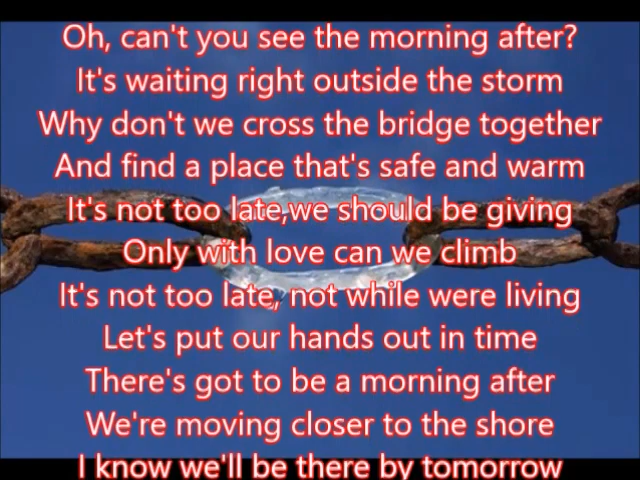 Oh, can't you see the morning after?
It's waiting right outside the storm
Why don't we cross the bridge together
And find a place that's safe and warm
It's not too late,we should be giving
Only with love can we climb
It's not too late, not while were living
Let's put our hands out in time
There's got to be a morning after
We're moving closer to the shore
I know we'll be there by tomorrow